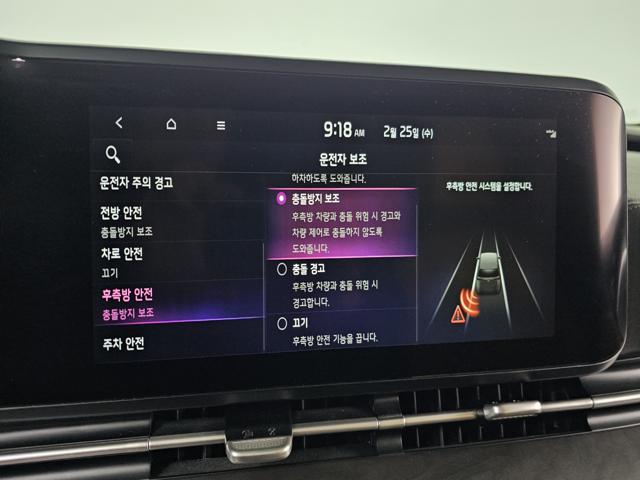 9:18 AM
2월 25일 (수)
운전자 보조
운전자 주의 경고
전방 안전
충돌방지 보조
차로 안전
끄기
후측방 안전
충돌방지 보조
주차 안전
하차하도록 도와줍니다.
충돌방지 보조
후측방 차량과 충돌 위험 시 경고와
차량 제어로 충돌하지 않도록
도와줍니다.
충돌 경고
후측방 차량과 충돌 위험 시
경고합니다.
끄기
후측방 안전 기능을 끕니다.
후측방 안전 시스템을 설정합니다.